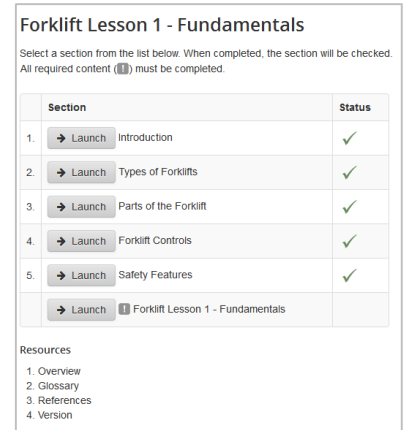 Forklift Lesson 1 - Fundamentals
Select a section from the list below. When completed, the section will be checked.
All required content (!) must be completed.
Section Status
1. → Launch Introduction ✓
2. → Launch Types of Forklifts ✓
3. → Launch Parts of the Forklift ✓
4. → Launch Forklift Controls ✓
5. → Launch Safety Features ✓
→ Launch ! Forklift Lesson 1 - Fundamentals
Resources
1. Overview
2. Glossary
3. References
4. Version